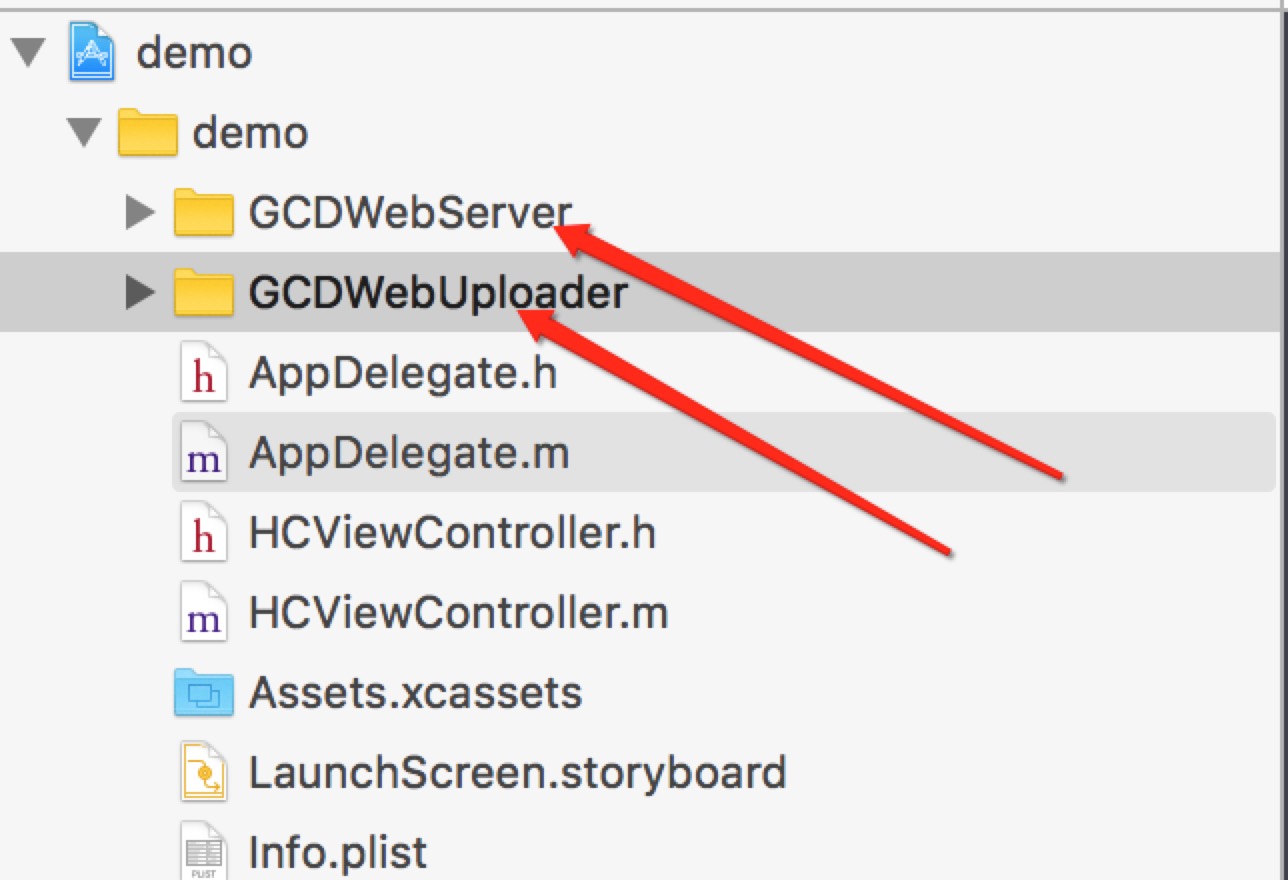 demo
demo
GCDWebServer
GCDWebUploader
h AppDelegate.h
m AppDelegate.m
h HCViewController.h
m HCViewController.m
Assets.xcassets
LaunchScreen.storyboard
PLIST Info.plist